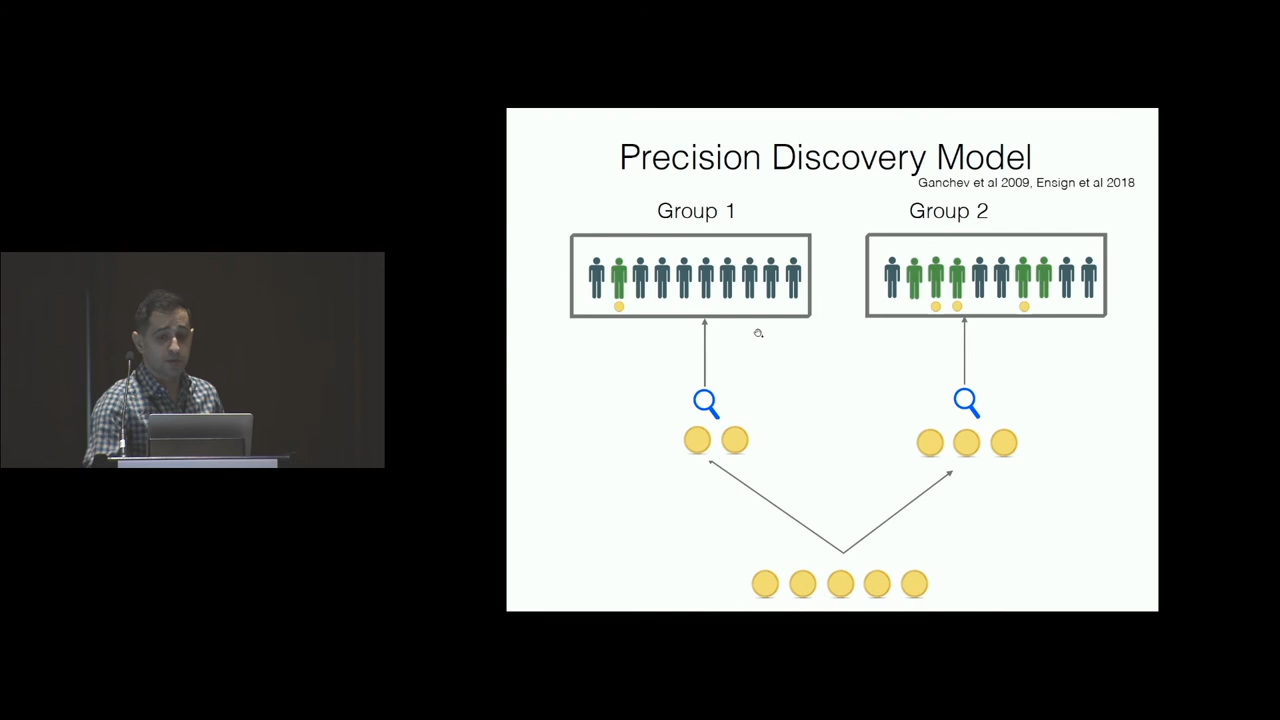 Precision Discovery Model
Ganchev et al 2009, Ensign et al 2018
Group 1
Group 2